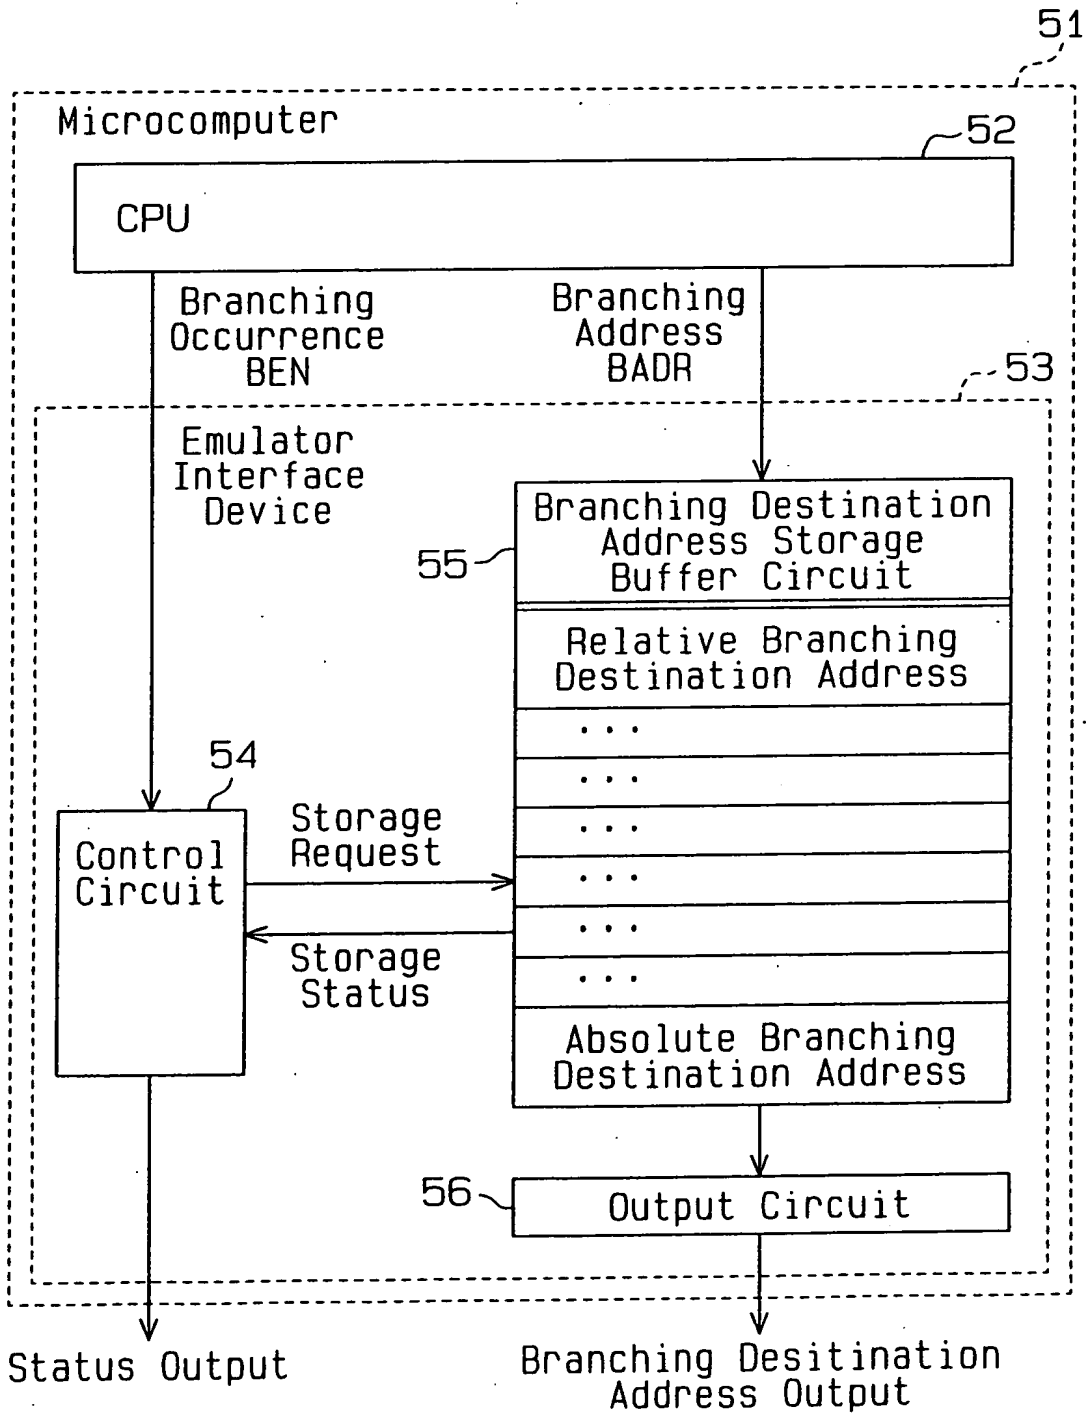 51
Microcomputer
52
CPU
Branching
Occurrence
BEN
Branching
Address
BADR
53
Emulator
Interface
Device
55
Branching Destination
Address Storage
Buffer Circuit
Relative Branching
Destination Address
...
...
...
...
...
...
Absolute Branching
Destination Address
54
Control
Circuit
Storage
Request
Storage
Status
56
Output Circuit
Status Output
Branching Desitination
Address Output